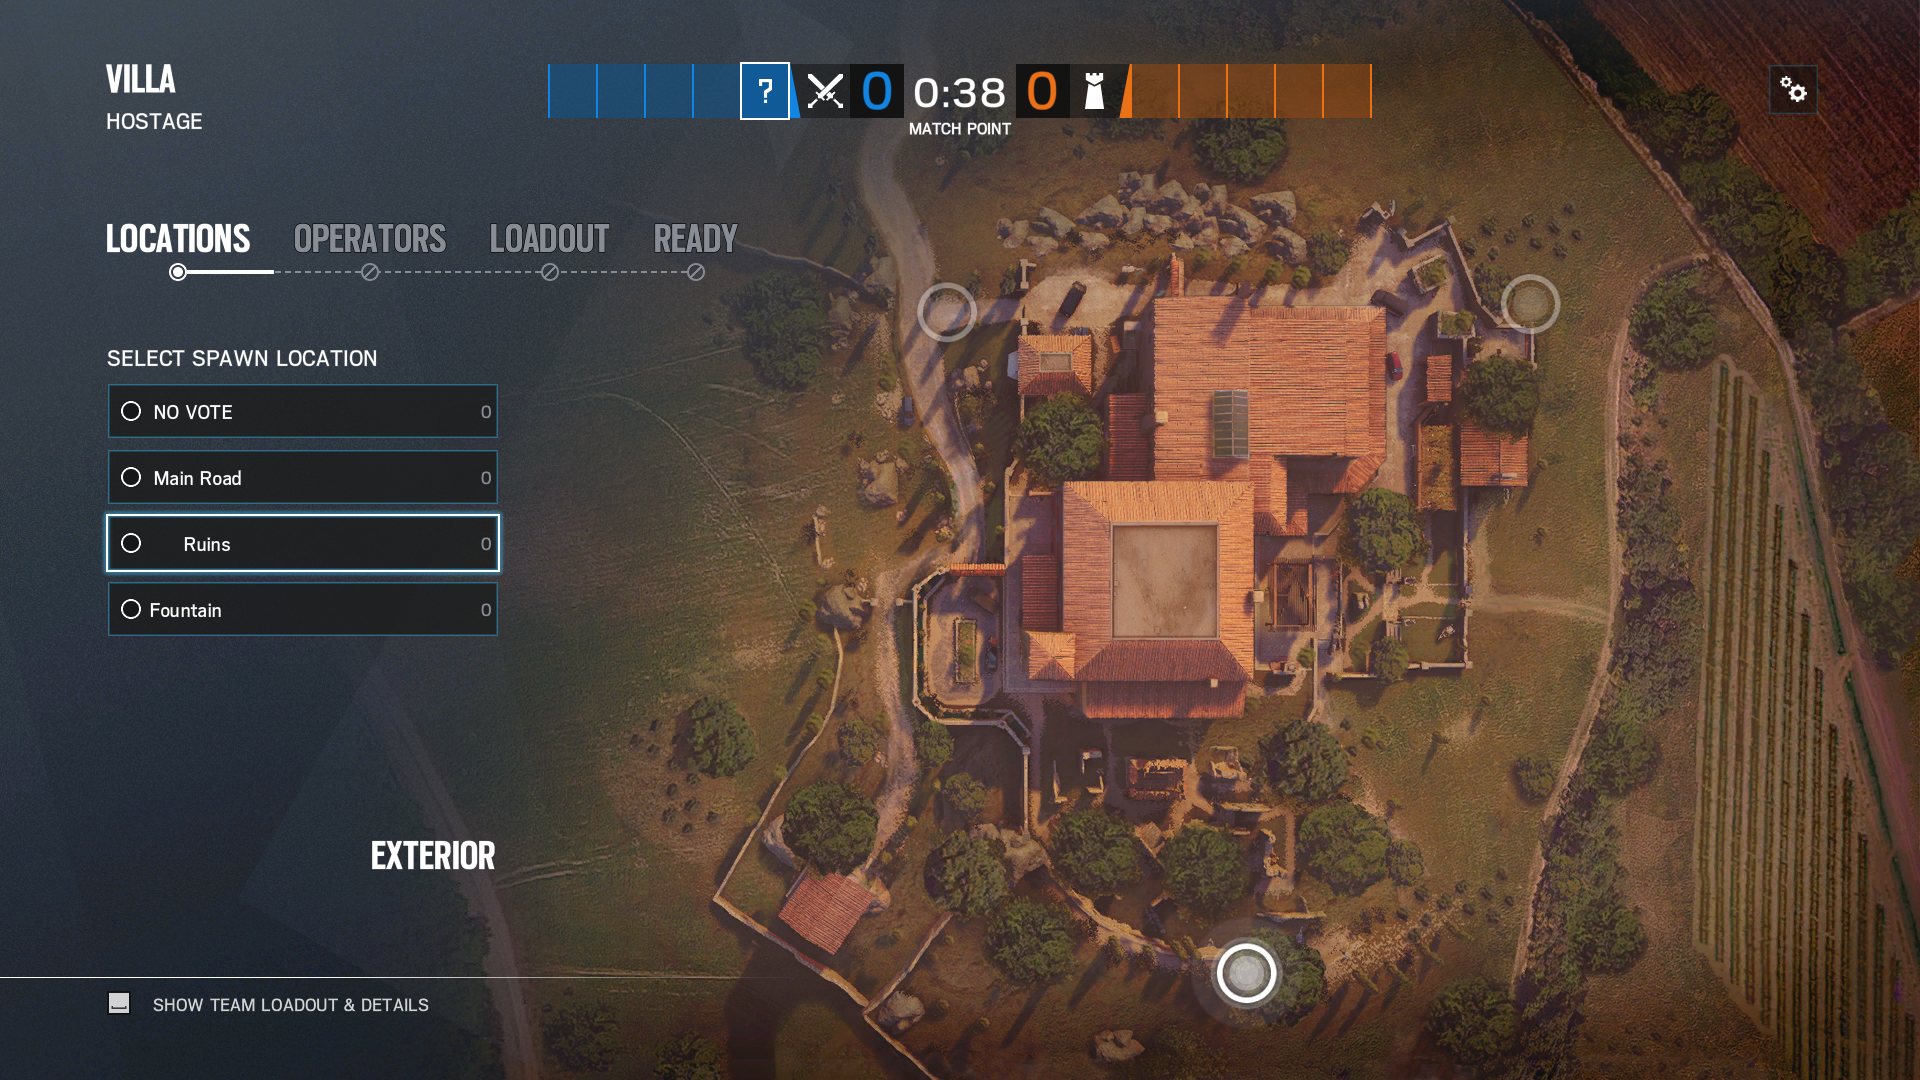 VILLA
HOSTAGE
?
0
0:38
0
MATCH POINT
LOCATIONS
OPERATORS
LOADOUT
READY
SELECT SPAWN LOCATION
NO VOTE 0
Main Road 0
Ruins 0
Fountain 0
EXTERIOR
SHOW TEAM LOADOUT & DETAILS